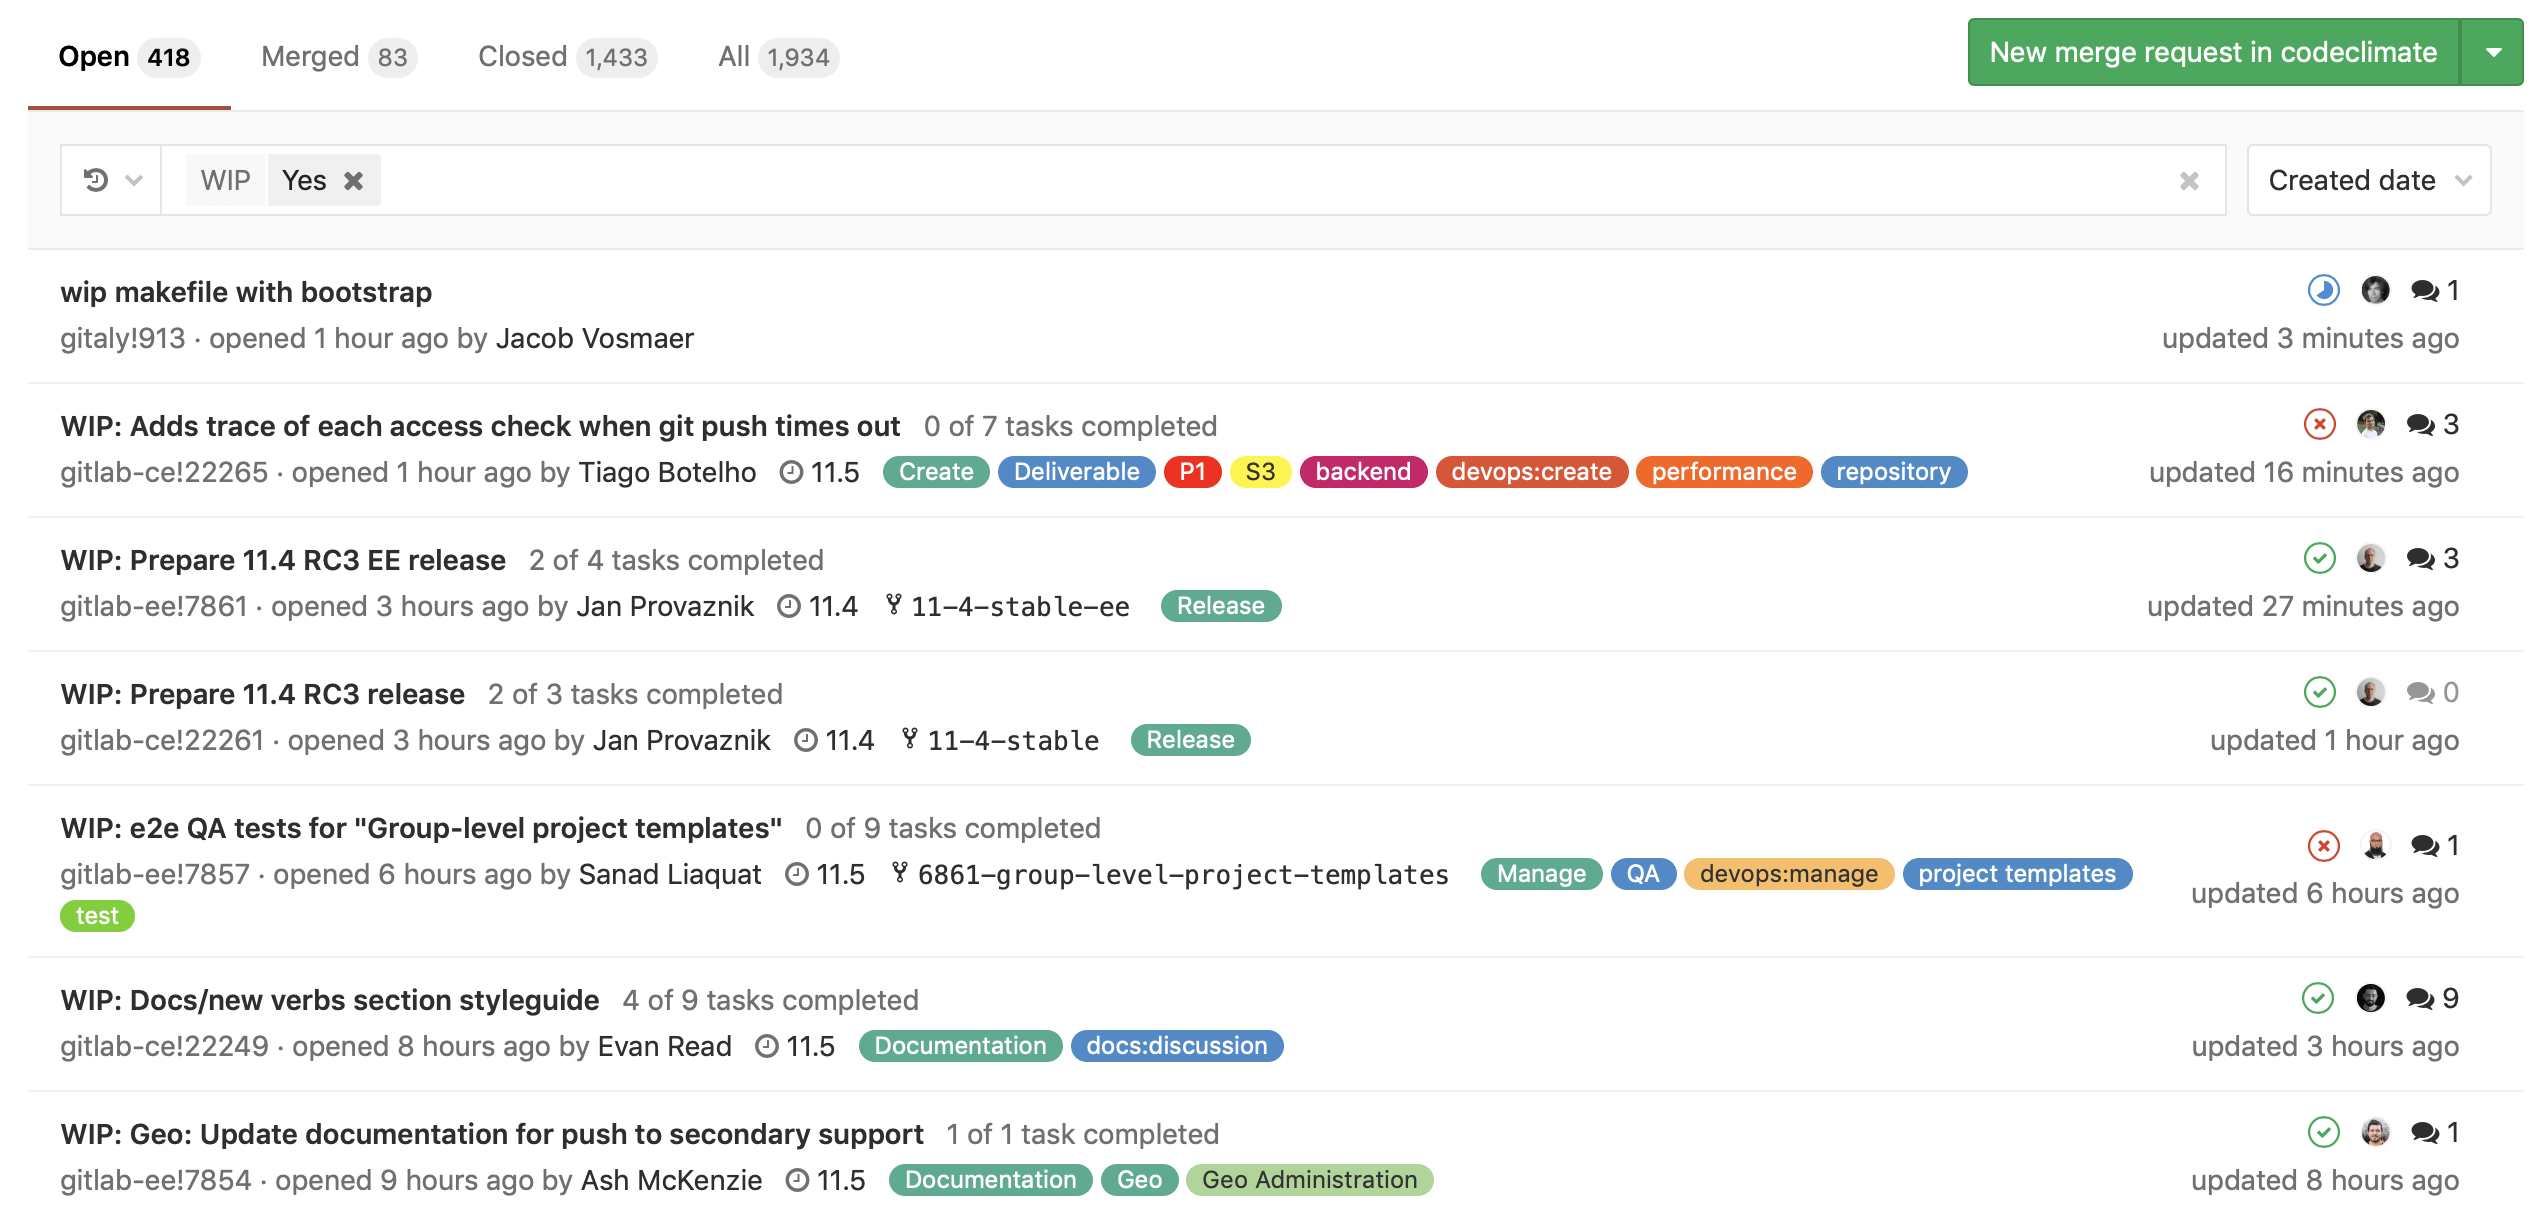 Open 418 Merged 83 Closed 1,433 All 1,934 New merge request in codeclimate
WIP Yes Created date
wip makefile with bootstrap 1
gitaly!913 · opened 1 hour ago by Jacob Vosmaer updated 3 minutes ago
WIP: Adds trace of each access check when git push times out 0 of 7 tasks completed 3
gitlab-ce!22265 · opened 1 hour ago by Tiago Botelho 11.5 Create Deliverable P1 S3 backend devops:create performance repository updated 16 minutes ago
WIP: Prepare 11.4 RC3 EE release 2 of 4 tasks completed 3
gitlab-ee!7861 · opened 3 hours ago by Jan Provaznik 11.4 11-4-stable-ee Release updated 27 minutes ago
WIP: Prepare 11.4 RC3 release 2 of 3 tasks completed 0
gitlab-ce!22261 · opened 3 hours ago by Jan Provaznik 11.4 11-4-stable Release updated 1 hour ago
WIP: e2e QA tests for "Group-level project templates" 0 of 9 tasks completed 1
gitlab-ee!7857 · opened 6 hours ago by Sanad Liaquat 11.5 6861-group-level-project-templates Manage QA devops:manage project templates updated 6 hours ago
test
WIP: Docs/new verbs section styleguide 4 of 9 tasks completed 9
gitlab-ce!22249 · opened 8 hours ago by Evan Read 11.5 Documentation docs:discussion updated 3 hours ago
WIP: Geo: Update documentation for push to secondary support 1 of 1 task completed 1
gitlab-ee!7854 · opened 9 hours ago by Ash McKenzie 11.5 Documentation Geo Geo Administration updated 8 hours ago